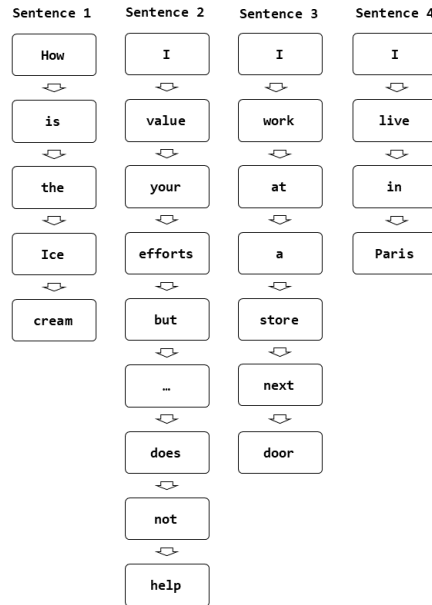 Sentence 1
How
is
the
Ice
cream
Sentence 2
I
value
your
efforts
but
…
does
not
help
Sentence 3
I
work
at
a
store
next
door
Sentence 4
I
live
in
Paris